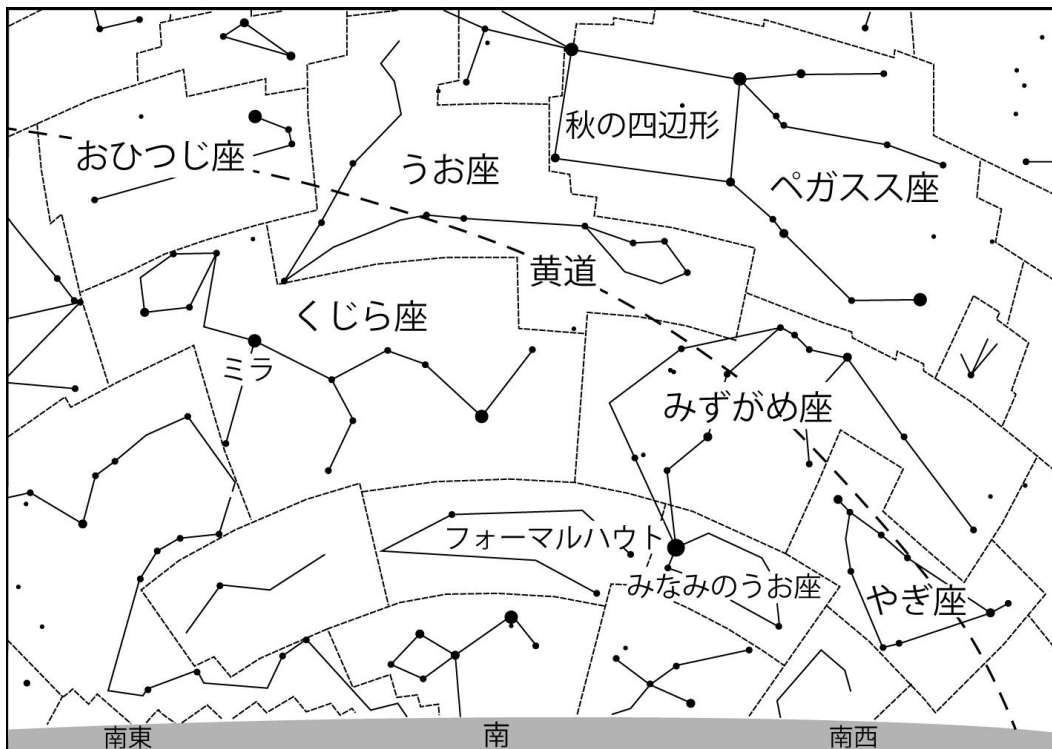 秋の四辺形
おひつじ座
うお座
ペガスス座
黄道
くじら座
ミラ
みずがめ座
フォーマルハウト
みなみのうお座
やぎ座
南東
南
南西